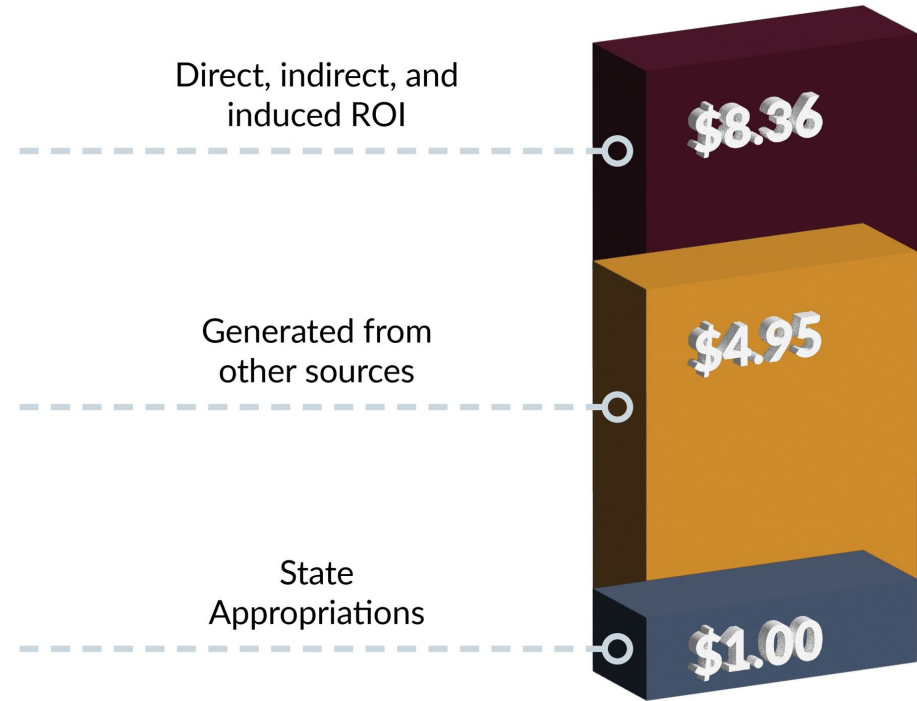 Direct, indirect, and
induced ROI
$8.36
Generated from
other sources
$4.95
State
Appropriations
$1.00